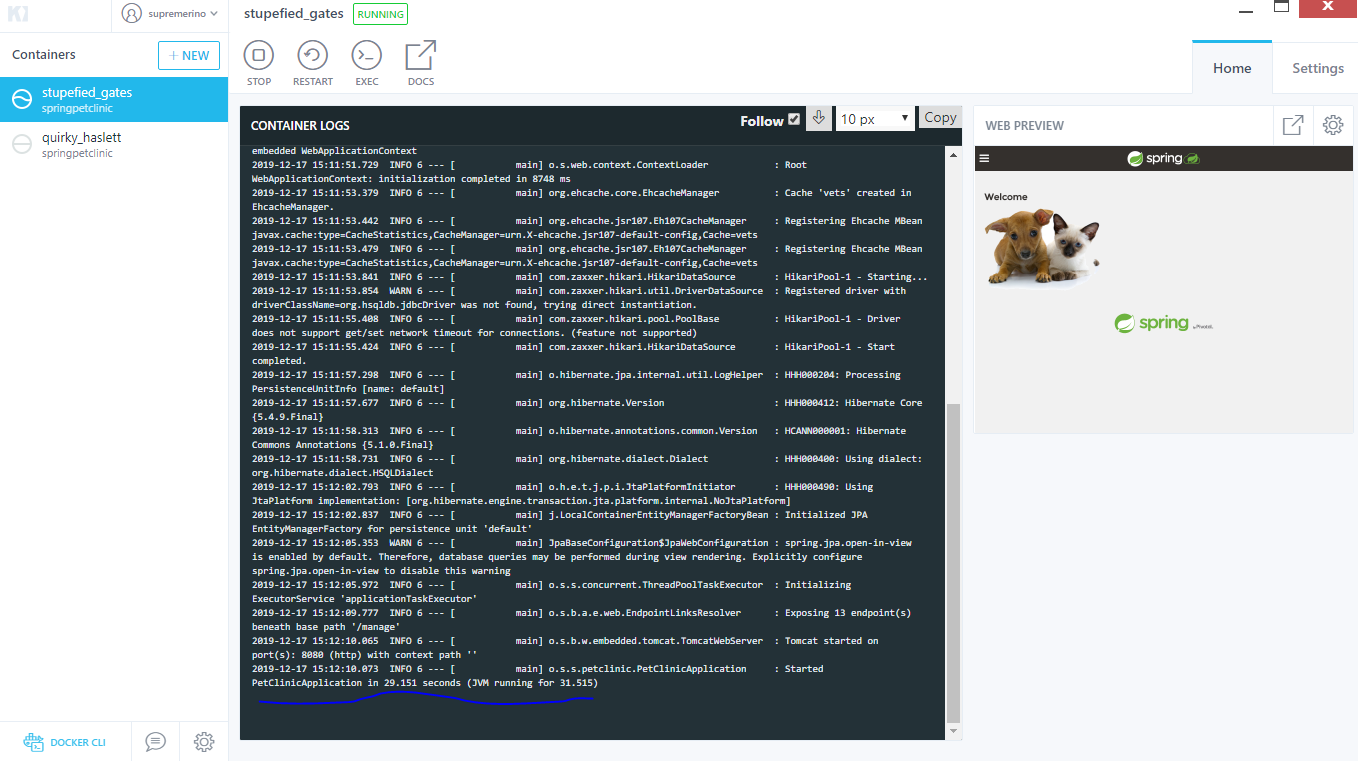 supremerino
stupefied_gates RUNNING
Containers
+ NEW
STOP
RESTART
EXEC
DOCS
Home
Settings
stupefied_gates
springpetclinic
quirky_haslett
springpetclinic
CONTAINER LOGS
Follow
10 px
Copy
embedded WebApplicationContext
2019-12-17 15:11:51.729 INFO 6 --- [ main] o.s.web.context.ContextLoader : Root
WebApplicationContext: initialization completed in 8748 ms
2019-12-17 15:11:53.379 INFO 6 --- [ main] org.ehcache.core.EhcacheManager : Cache 'vets' created in
EhcacheManager.
2019-12-17 15:11:53.442 INFO 6 --- [ main] org.ehcache.jsr107.Eh107CacheManager : Registering Ehcache MBean
javax.cache:type=CacheStatistics,CacheManager=urn.X-ehcache.jsr107-default-config,Cache=vets
2019-12-17 15:11:53.479 INFO 6 --- [ main] org.ehcache.jsr107.Eh107CacheManager : Registering Ehcache MBean
javax.cache:type=CacheStatistics,CacheManager=urn.X-ehcache.jsr107-default-config,Cache=vets
2019-12-17 15:11:53.841 INFO 6 --- [ main] com.zaxxer.hikari.HikariDataSource : HikariPool-1 - Starting...
2019-12-17 15:11:53.854 WARN 6 --- [ main] com.zaxxer.hikari.util.DriverDataSource : Registered driver with
driverClassName=org.hsqldb.jdbcDriver was not found, trying direct instantiation.
2019-12-17 15:11:55.408 INFO 6 --- [ main] com.zaxxer.hikari.pool.PoolBase : HikariPool-1 - Driver
does not support get/set network timeout for connections. (feature not supported)
2019-12-17 15:11:55.424 INFO 6 --- [ main] com.zaxxer.hikari.HikariDataSource : HikariPool-1 - Start
completed.
2019-12-17 15:11:57.298 INFO 6 --- [ main] o.hibernate.jpa.internal.util.LogHelper : HHH000204: Processing
PersistenceUnitInfo [name: default]
2019-12-17 15:11:57.677 INFO 6 --- [ main] org.hibernate.Version : HHH000412: Hibernate Core
{5.4.9.Final}
2019-12-17 15:11:58.313 INFO 6 --- [ main] o.hibernate.annotations.common.Version : HCANN000001: Hibernate
Commons Annotations {5.1.0.Final}
2019-12-17 15:11:58.731 INFO 6 --- [ main] org.hibernate.dialect.Dialect : HHH000400: Using dialect:
org.hibernate.dialect.HSQLDialect
2019-12-17 15:12:02.793 INFO 6 --- [ main] o.h.e.t.j.p.i.JtaPlatformInitiator : HHH000490: Using
JtaPlatform implementation: [org.hibernate.engine.transaction.jta.platform.internal.NoJtaPlatform]
2019-12-17 15:12:02.837 INFO 6 --- [ main] j.LocalContainerEntityManagerFactoryBean : Initialized JPA
EntityManagerFactory for persistence unit 'default'
2019-12-17 15:12:05.353 WARN 6 --- [ main] JpaBaseConfiguration$JpaWebConfiguration : spring.jpa.open-in-view
is enabled by default. Therefore, database queries may be performed during view rendering. Explicitly configure
spring.jpa.open-in-view to disable this warning
2019-12-17 15:12:05.972 INFO 6 --- [ main] o.s.s.concurrent.ThreadPoolTaskExecutor : Initializing
ExecutorService 'applicationTaskExecutor'
2019-12-17 15:12:09.777 INFO 6 --- [ main] o.s.b.a.e.web.EndpointLinksResolver : Exposing 13 endpoint(s)
beneath base path '/manage'
2019-12-17 15:12:10.065 INFO 6 --- [ main] o.s.b.w.embedded.tomcat.TomcatWebServer : Tomcat started on
port(s): 8080 (http) with context path ''
2019-12-17 15:12:10.073 INFO 6 --- [ main] o.s.s.petclinic.PetClinicApplication : Started
PetClinicApplication in 29.151 seconds (JVM running for 31.515)
WEB PREVIEW
spring
Welcome
spring by Pivotal.
DOCKER CLI